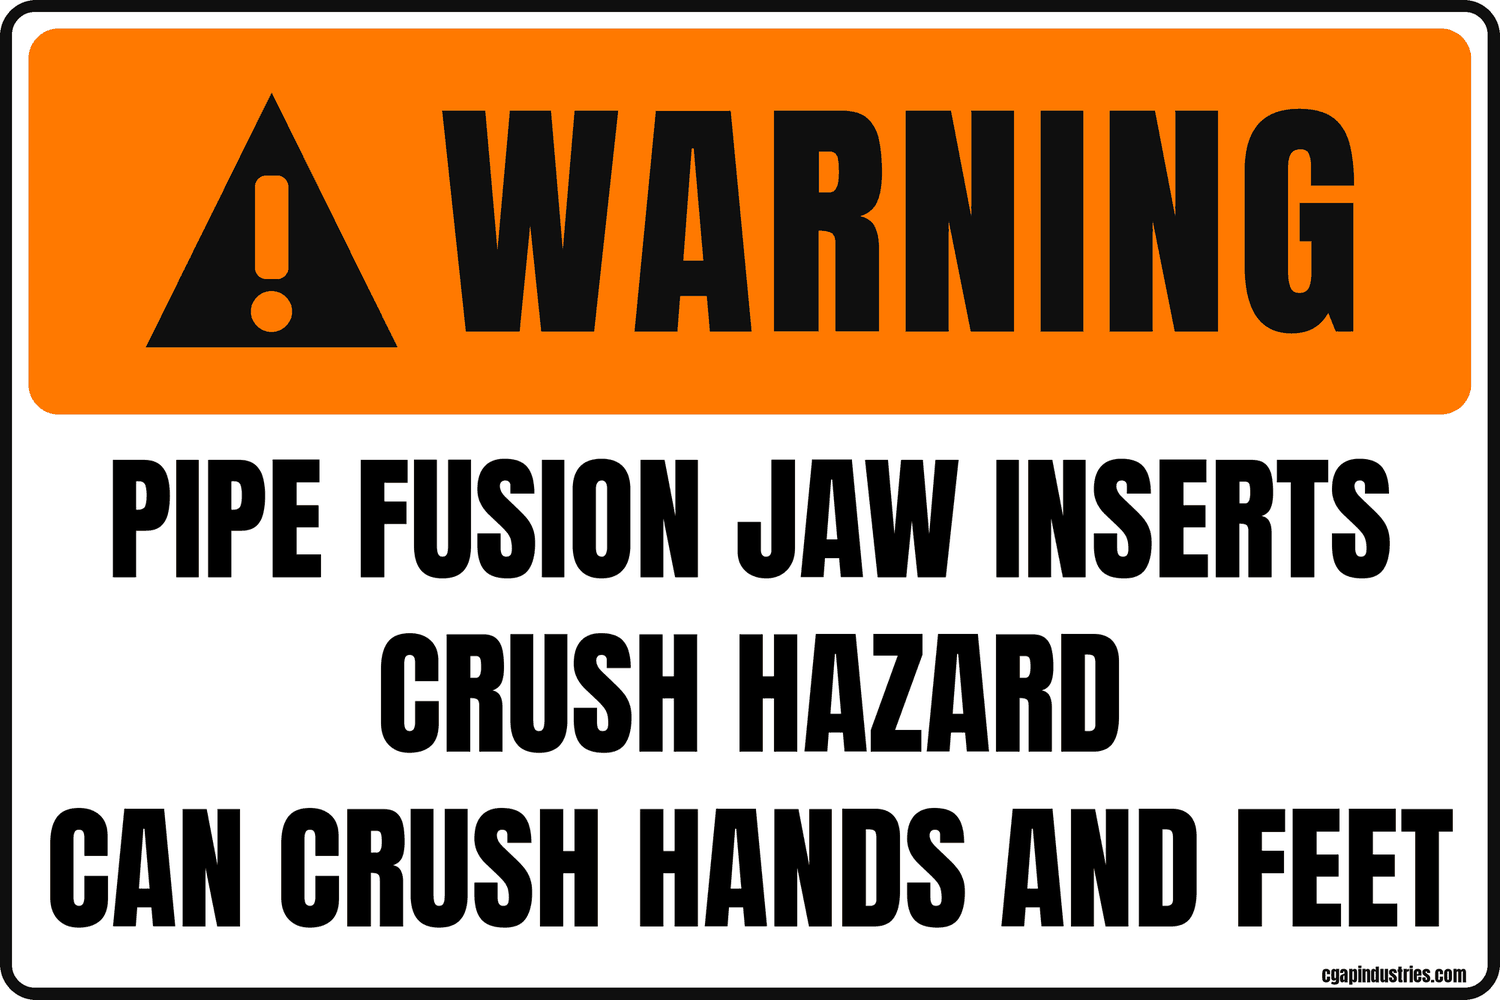 WARNING
PIPE FUSION JAW INSERTS
CRUSH HAZARD
CAN CRUSH HANDS AND FEET
cgapindustries.com